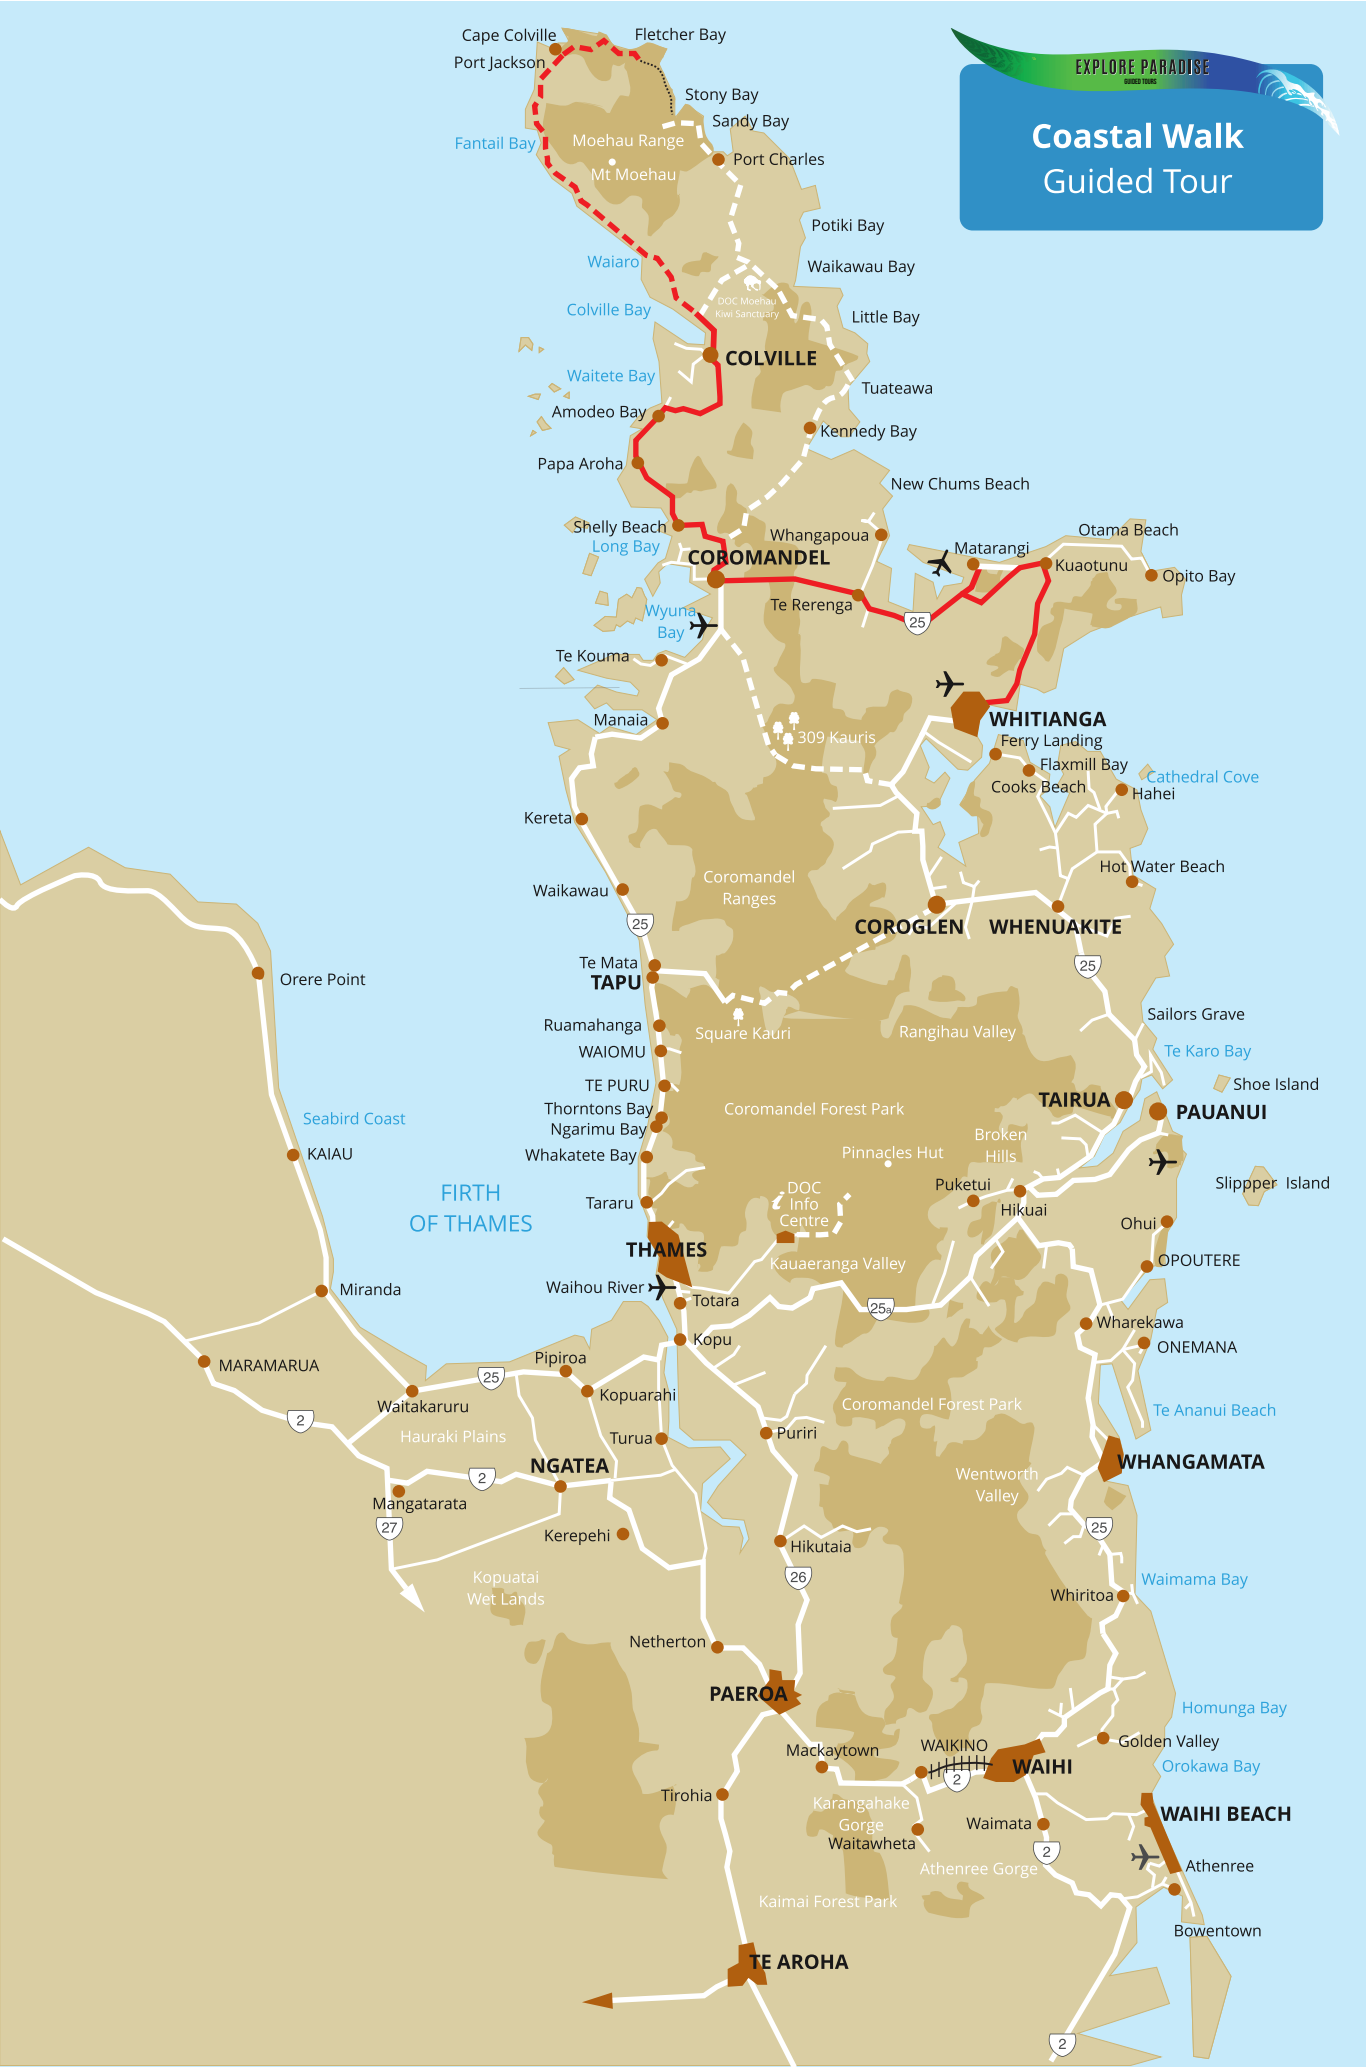 EXPLORE PARADISE
GUIDED TOURS
Coastal Walk
Guided Tour
Cape Colville
Fletcher Bay
Port Jackson
Stony Bay
Sandy Bay
Fantail Bay
Moehau Range
Port Charles
Mt Moehau
Potiki Bay
Waiaro
Waikawau Bay
DOC Moehau
Kiwi Sanctuary
Colville Bay
Little Bay
COLVILLE
Waitete Bay
Tuateawa
Amodeo Bay
Kennedy Bay
Papa Aroha
New Chums Beach
Shelly Beach
Long Bay
Whangapoua
Otama Beach
Matarangi
COROMANDEL
Kuaotunu
Opito Bay
Wyuna
Bay
Te Rerenga
25
Te Kouma
Manaia
WHITIANGA
309 Kauris
Ferry Landing
Flaxmill Bay
Cathedral Cove
Cooks Beach
Hahei
Kereta
Hot Water Beach
Coromandel
Ranges
Waikawau
25
COROGLEN
WHENUAKITE
Te Mata
25
TAPU
Orere Point
Ruamahanga
Square Kauri
Rangihau Valley
Sailors Grave
WAIOMU
Te Karo Bay
TE PURU
Shoe Island
Thorntons Bay
Coromandel Forest Park
TAIRUA
PAUANUI
Seabird Coast
Ngarimu Bay
KAIAU
Whakatete Bay
Pinnacles Hut
Broken
Hills
FIRTH
OF THAMES
Tararu
DOC
Info
Centre
Puketui
Hikuai
Slippper Island
Ohui
THAMES
Kauaeranga Valley
OPOUTERE
Waihou River
Miranda
Totara
25a
Kopu
Wharekawa
ONEMANA
MARAMARUA
Pipiroa
25
Kopuarahi
Waitakaruru
Coromandel Forest Park
Te Ananui Beach
2
Hauraki Plains
Turua
Puriri
NGATEA
2
WHANGAMATA
Mangatarata
Wentworth
Valley
27
Kerepehi
Hikutaia
25
26
Kopuatai
Wet Lands
Waimama Bay
Whiritoa
Netherton
PAEROA
Homunga Bay
Mackaytown
WAIKINO
Golden Valley
2
WAIHI
Orokawa Bay
Tirohia
Karangahake
Gorge
Waitawheta
Waimata
WAIHI BEACH
2
Athenree Gorge
Athenree
Kaimai Forest Park
Bowentown
TE AROHA
2